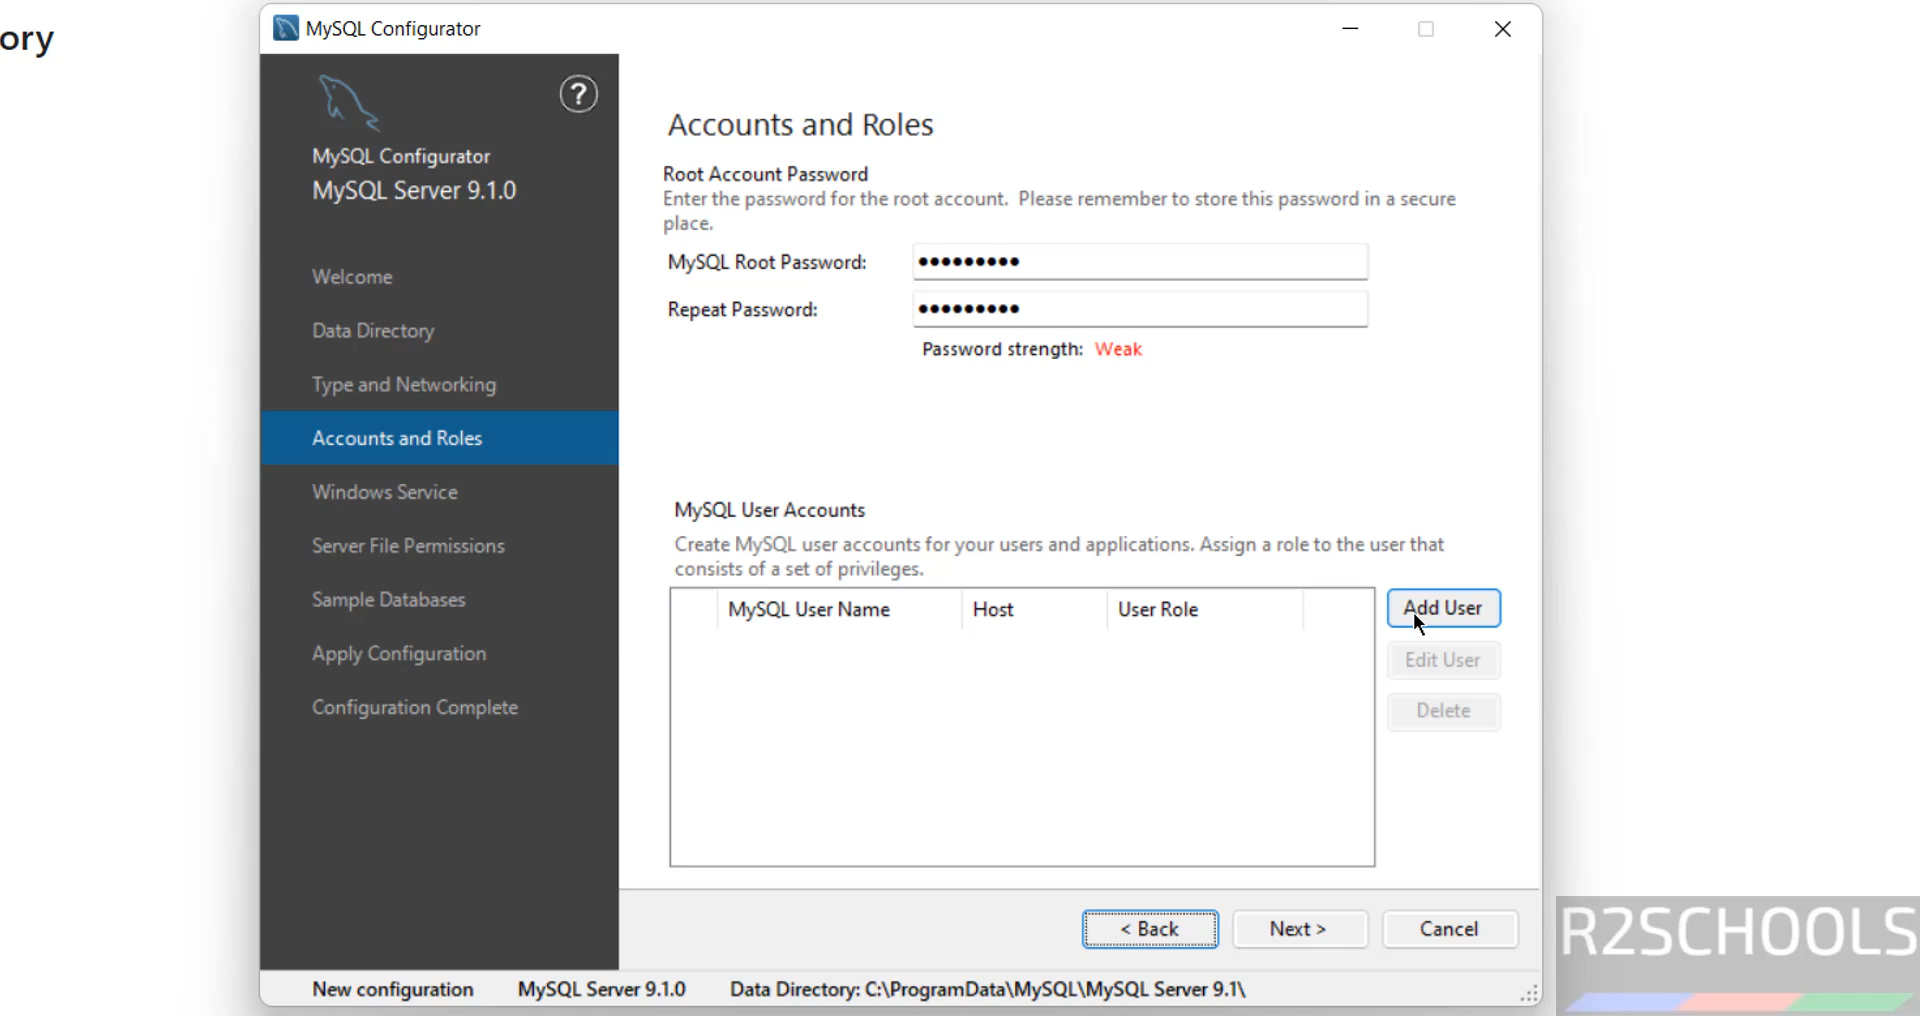 ory
MySQL Configurator
?
MySQL Configurator
MySQL Server 9.1.0
Welcome
Data Directory
Type and Networking
Accounts and Roles
Windows Service
Server File Permissions
Sample Databases
Apply Configuration
Configuration Complete
Accounts and Roles
Root Account Password
Enter the password for the root account.  Please remember to store this password in a secure
place.
MySQL Root Password:
Repeat Password:
Password strength: Weak
MySQL User Accounts
Create MySQL user accounts for your users and applications. Assign a role to the user that
consists of a set of privileges.
MySQL User Name Host User Role
Add User
Edit User
Delete
< Back Next > Cancel
New configuration MySQL Server 9.1.0 Data Directory: C:\ProgramData\MySQL\MySQL Server 9.1\
R2SCHOOLS